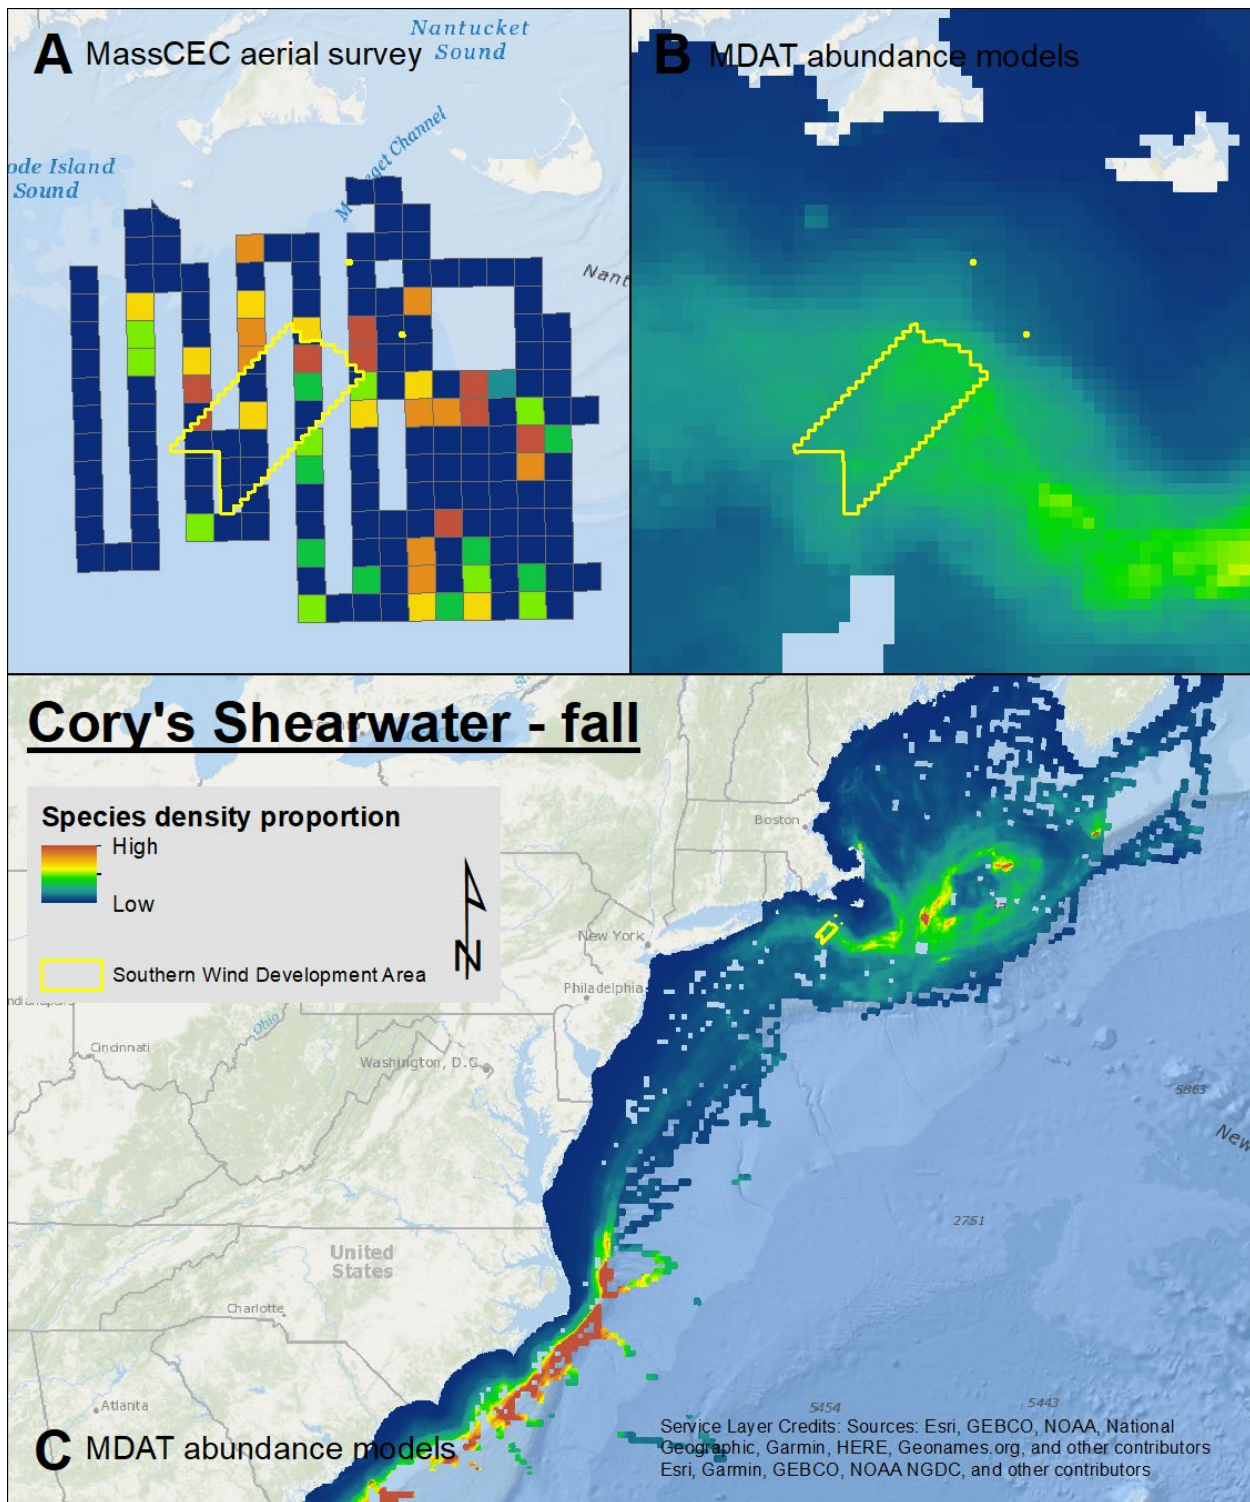 A MassCEC aerial survey
Nantucket
Sound
ode Island
Sound
get Channel
Nant
B MDAT abundance models
Cory's Shearwater - fall
Species density proportion
High
Low
N
Southern Wind Development Area
Boston
New York
Philadelphia
Ohio
Cincinnati
Washington, D.C.
5863
New
2751
United
States
Charlotte
Atlanta
5454
5443
C MDAT abundance models
Service Layer Credits: Sources: Esri, GEBCO, NOAA, National
Geographic, Garmin, HERE, Geonames.org, and other contributors
Esri, Garmin, GEBCO, NOAA NGDC, and other contributors